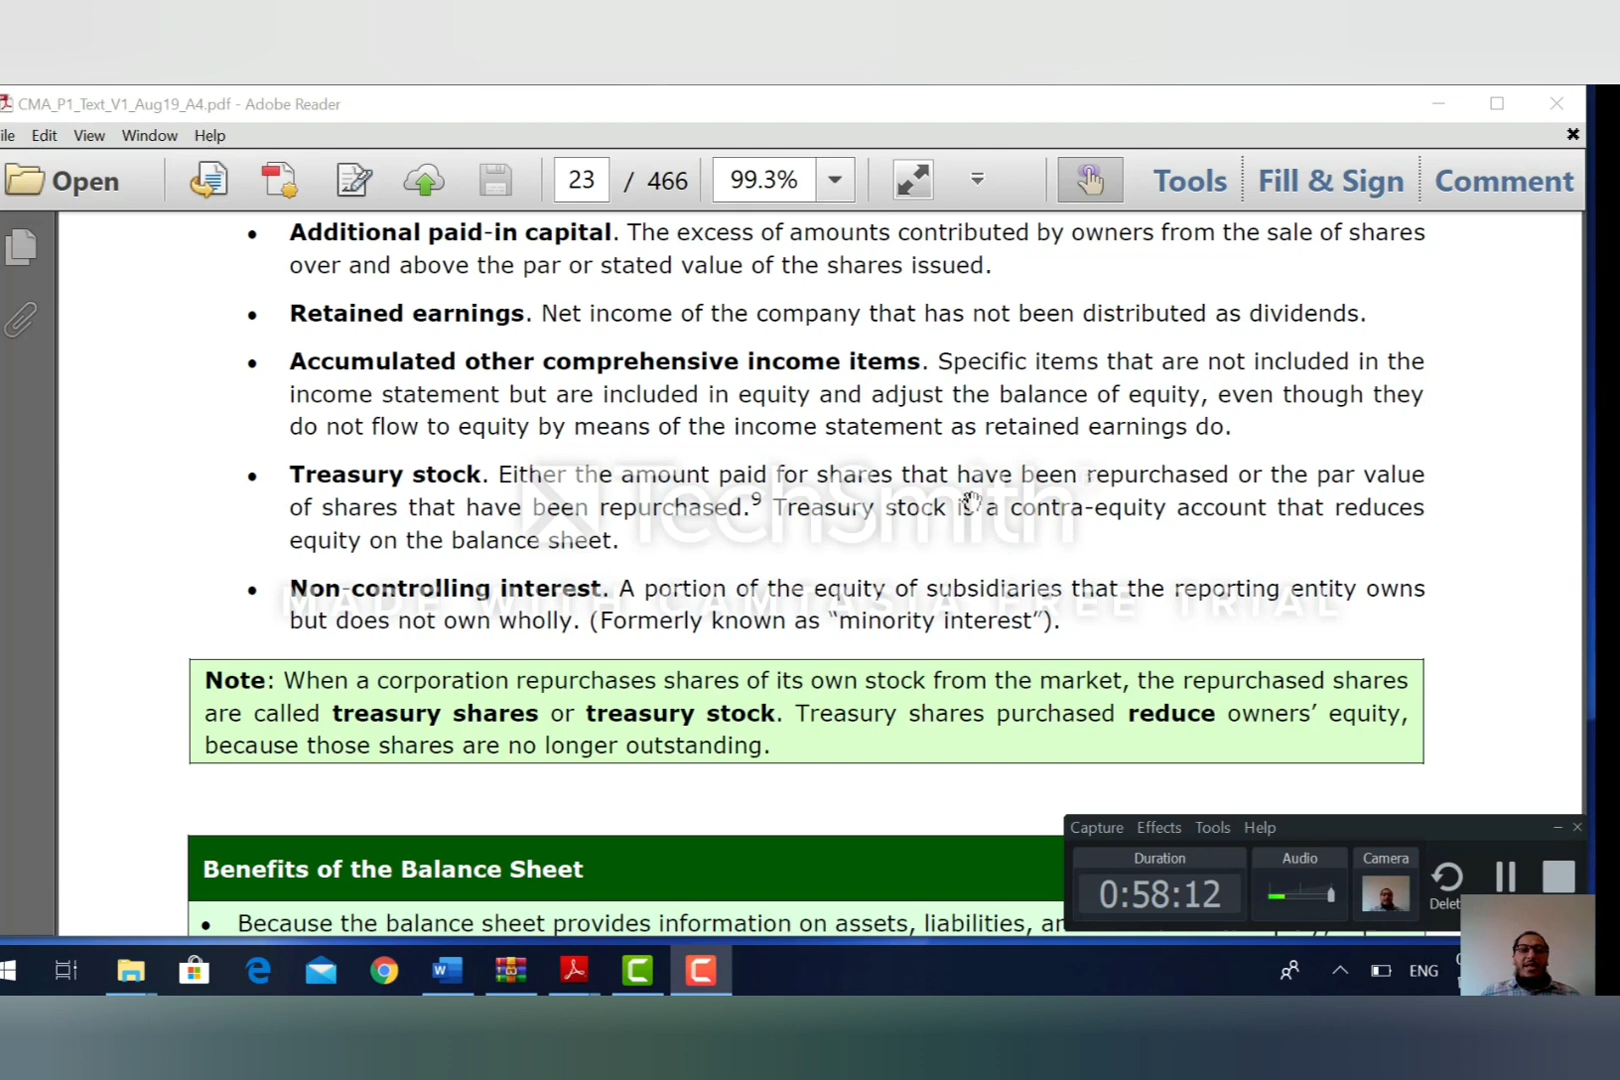 CMA_P1_Text_V1_Aug19_A4.pdf - Adobe Reader
ile Edit View Window Help
Open 23 / 466 99.3% Tools Fill & Sign Comment
• Additional paid-in capital. The excess of amounts contributed by owners from the sale of shares
over and above the par or stated value of the shares issued.
• Retained earnings. Net income of the company that has not been distributed as dividends.
• Accumulated other comprehensive income items. Specific items that are not included in the
income statement but are included in equity and adjust the balance of equity, even though they
do not flow to equity by means of the income statement as retained earnings do.
• Treasury stock. Either the amount paid for shares that have been repurchased or the par value
of shares that have been repurchased.⁹ Treasury stock is a contra-equity account that reduces
equity on the balance sheet.
TechSmith
• Non-controlling interest. A portion of the equity of subsidiaries that the reporting entity owns
MADE WITH CAMTASIA FREE TRIAL
but does not own wholly. (Formerly known as “minority interest”).
Note: When a corporation repurchases shares of its own stock from the market, the repurchased shares
are called treasury shares or treasury stock. Treasury shares purchased reduce owners’ equity,
because those shares are no longer outstanding.
Benefits of the Balance Sheet
• Because the balance sheet provides information on assets, liabilities,
Capture Effects Tools Help
Duration Audio Camera
0:58:12
Delet
ENG